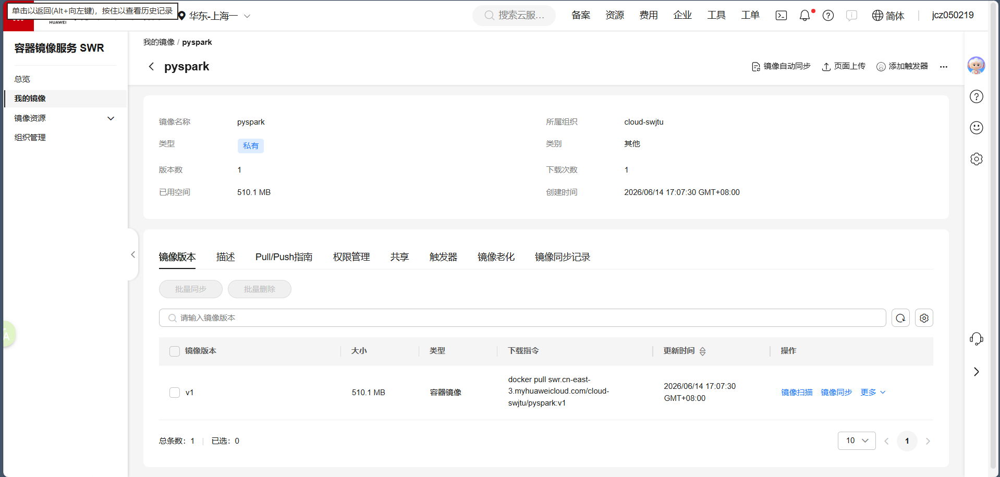 单击以返回(Alt+向左键)，按住以查看历史记录
HUAWEI
华东-上海一
搜索云服...
备案
资源
费用
企业
工具
工单
简体
jcz050219
容器镜像服务 SWR
总览
我的镜像
镜像资源
组织管理
我的镜像 / pyspark
pyspark
镜像自动同步
页面上传
添加触发器
镜像名称 pyspark
所属组织 cloud-swjtu
类型 私有
类别 其他
版本数 1
下载次数 1
已用空间 510.1 MB
创建时间 2026/06/14 17:07:30 GMT+08:00
镜像版本 描述 Pull/Push指南 权限管理 共享 触发器 镜像老化 镜像同步记录
批量同步 批量删除
请输入镜像版本
镜像版本 大小 类型 下载指令 更新时间 操作
v1 510.1 MB 容器镜像
docker pull swr.cn-east-
3.myhuaweicloud.com/cloud-
swjtu/pyspark:v1
2026/06/14 17:07:30
GMT+08:00
镜像扫描 镜像同步 更多
总条数：1 已选：0
10
1